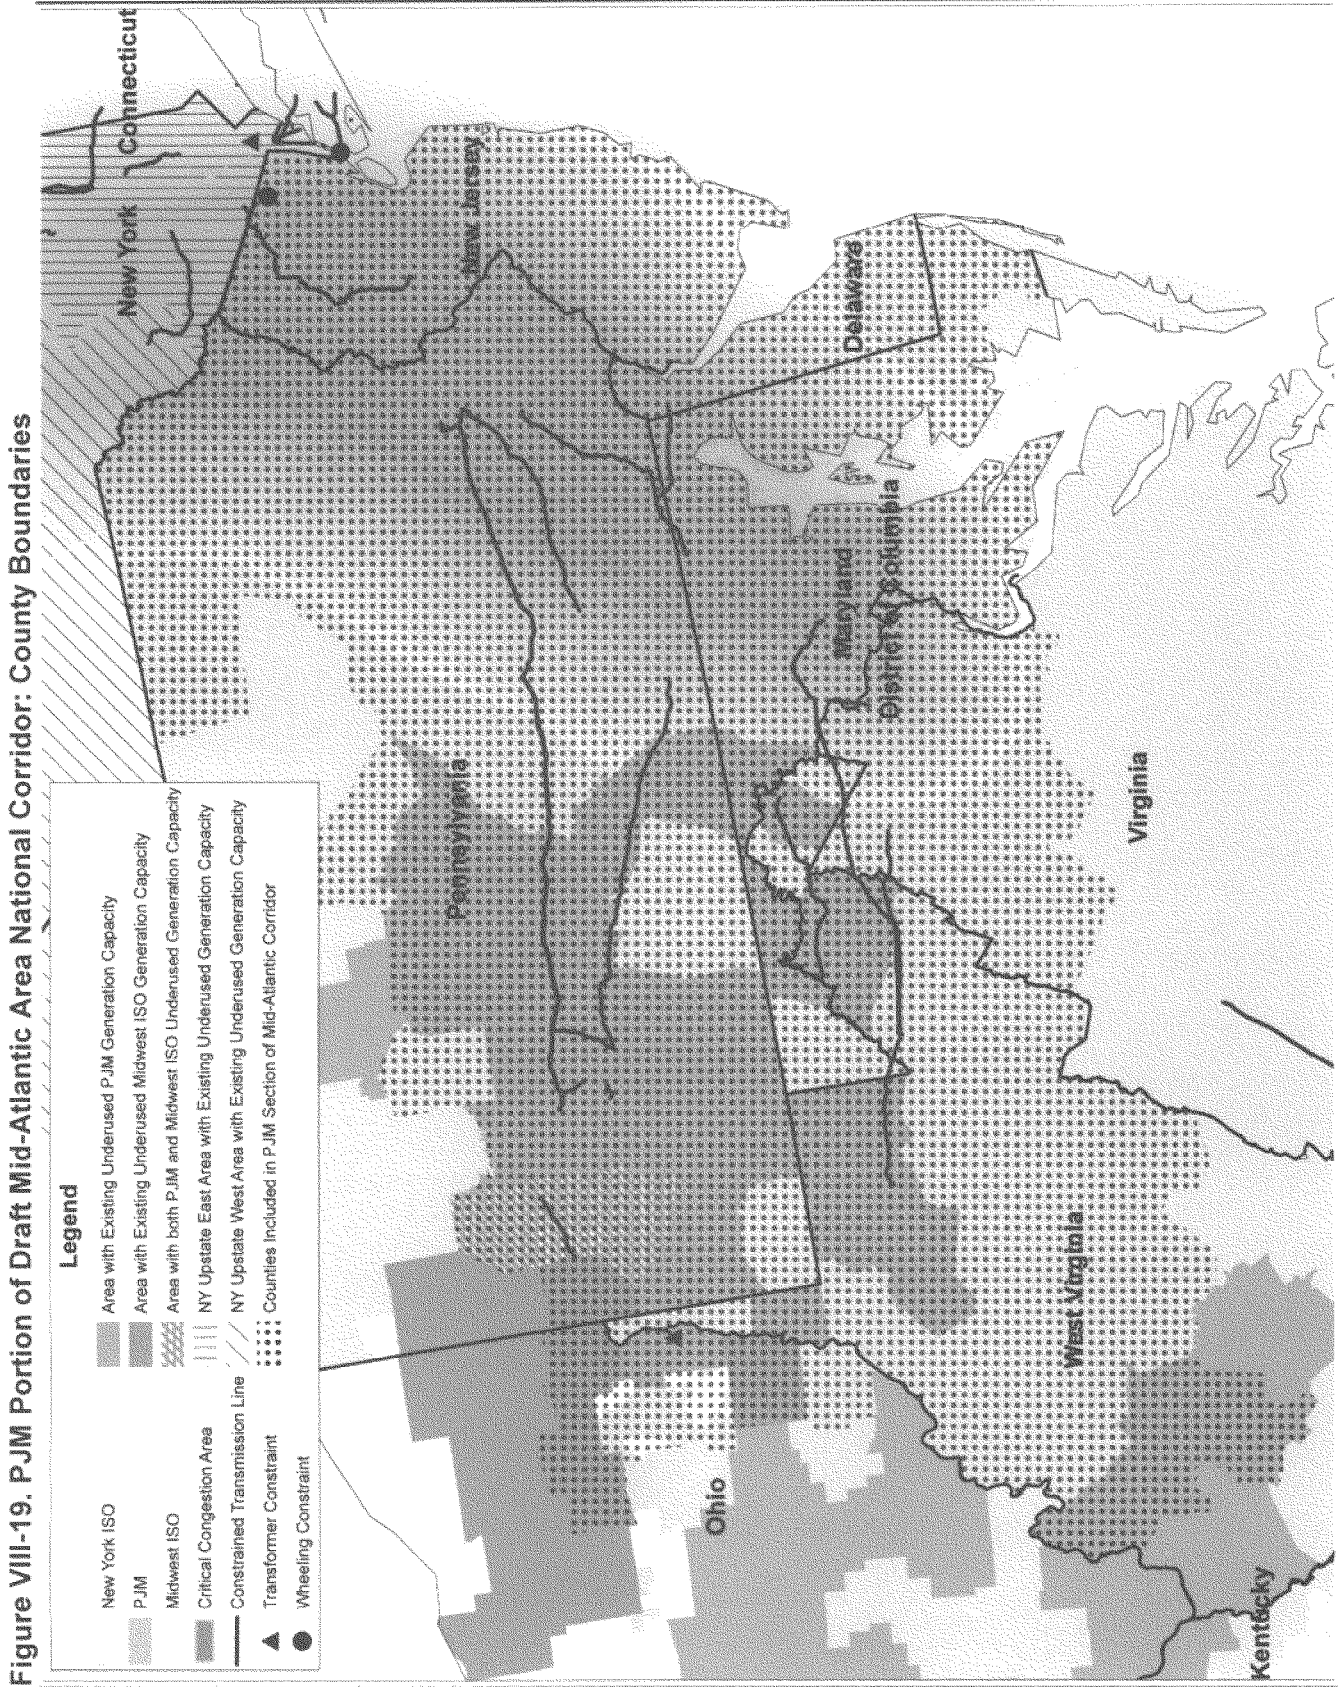 Figure VIII-19. PJM Portion of Draft Mid-Atlantic Area National Corridor: County Boundaries
Legend
New York ISO
PJM
Midwest ISO
Critical Congestion Area
Constrained Transmission Line
Transformer Constraint
Wheeling Constraint
Area with Existing Underused PJM Generation Capacity
Area with Existing Underused Midwest ISO Generation Capacity
Area with both PJM and Midwest ISO Underused Generation Capacity
NY Upstate East Area with Existing Underused Generation Capacity
NY Upstate West Area with Existing Underused Generation Capacity
Counties Included in PJM Section of Mid-Atlantic Corridor
New York
Connecticut
New Jersey
Pennsylvania
Delaware
Maryland
District of Columbia
Ohio
West Virginia
Virginia
Kentucky